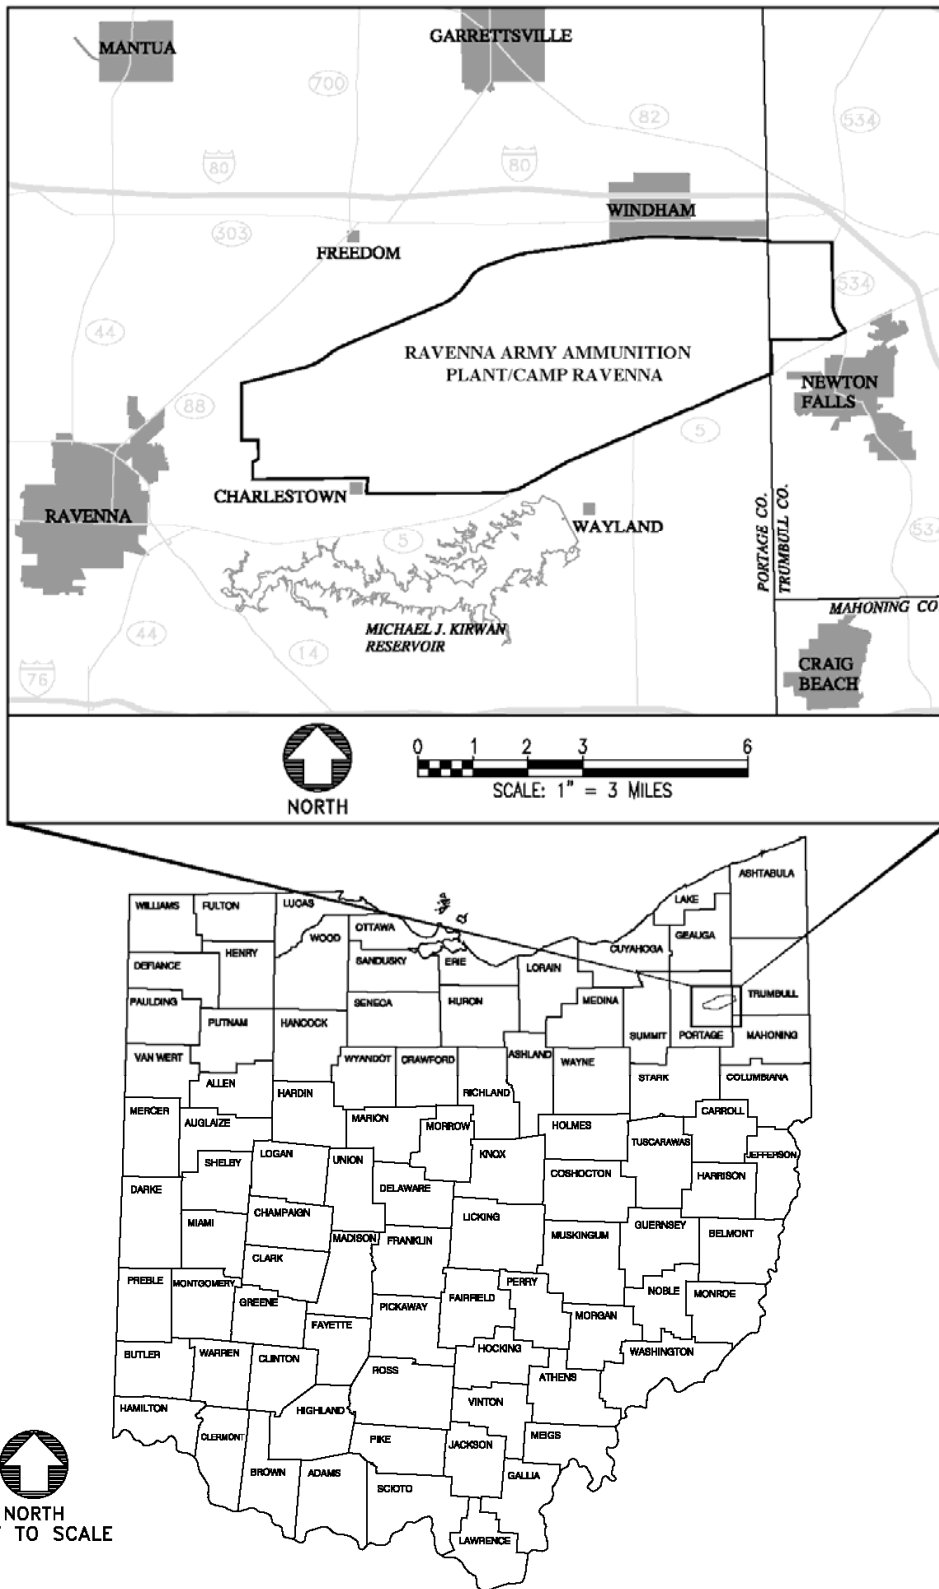 MANTUA
GARRETTSVILLE
700
82
534
80
80
WINDHAM
303
FREEDOM
534
44
RAVENNA ARMY AMMUNITION
PLANT/CAMP RAVENNA
NEWTON
FALLS
88
5
CHARLESTOWN
RAVENNA
WAYLAND
PORTAGE CO.
TRUMBULL CO.
534
5
MAHONING CO
MICHAEL J. KIRWAN
RESERVOIR
44
14
76
CRAIG
BEACH
0 1 2 3 6
SCALE: 1" = 3 MILES
NORTH
ASHTABULA
WILLIAMS
FULTON
LUCAS
LAKE
OTTAWA
WOOD
GEAUGA
HENRY
CUYAHOGA
SANDUSKY
ERIE
DEFIANCE
LORAIN
TRUMBULL
PAULDING
SENECA
HURON
MEDINA
PUTNAM
HANCOCK
SUMMIT
PORTAGE
MAHONING
VAN WERT
WYANDOT
CRAWFORD
ASHLAND
WAYNE
ALLEN
STARK
COLUMBIANA
HARDIN
RICHLAND
MERCER
CARROLL
AUGLAIZE
MARION
MORROW
HOLMES
TUSCARAWAS
LOGAN
UNION
KNOX
JEFFERSON
SHELBY
COSHOCTON
HARRISON
DARKE
DELAWARE
CHAMPAIGN
LICKING
MIAMI
GUERNSEY
MADISON
FRANKLIN
MUSKINGUM
BELMONT
CLARK
PREBLE
MONTGOMERY
PERRY
NOBLE
MONROE
GREENE
FAIRFIELD
PICKAWAY
MORGAN
FAYETTE
HOCKING
WASHINGTON
BUTLER
WARREN
CLINTON
ROSS
ATHENS
VINTON
HAMILTON
HIGHLAND
CLERMONT
PIKE
JACKSON
MEIGS
BROWN
ADAMS
GALLIA
SCIOTO
LAWRENCE
NORTH
TO SCALE